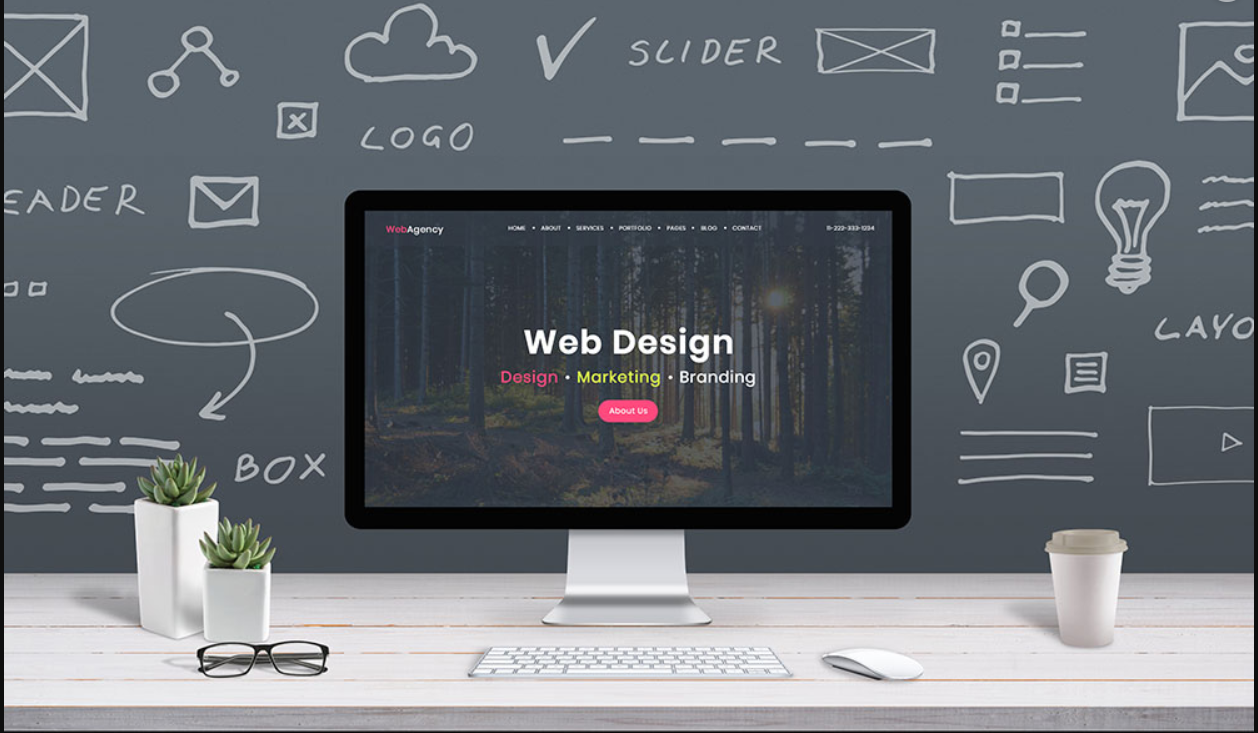 SLIDER
LOGO
EADER
WebAgency
HOME • ABOUT • SERVICES • PORTFOLIO • PAGES • BLOG • CONTACT
11-222-333-1234
LAYO
Web Design
Design • Marketing • Branding
About Us
BOX